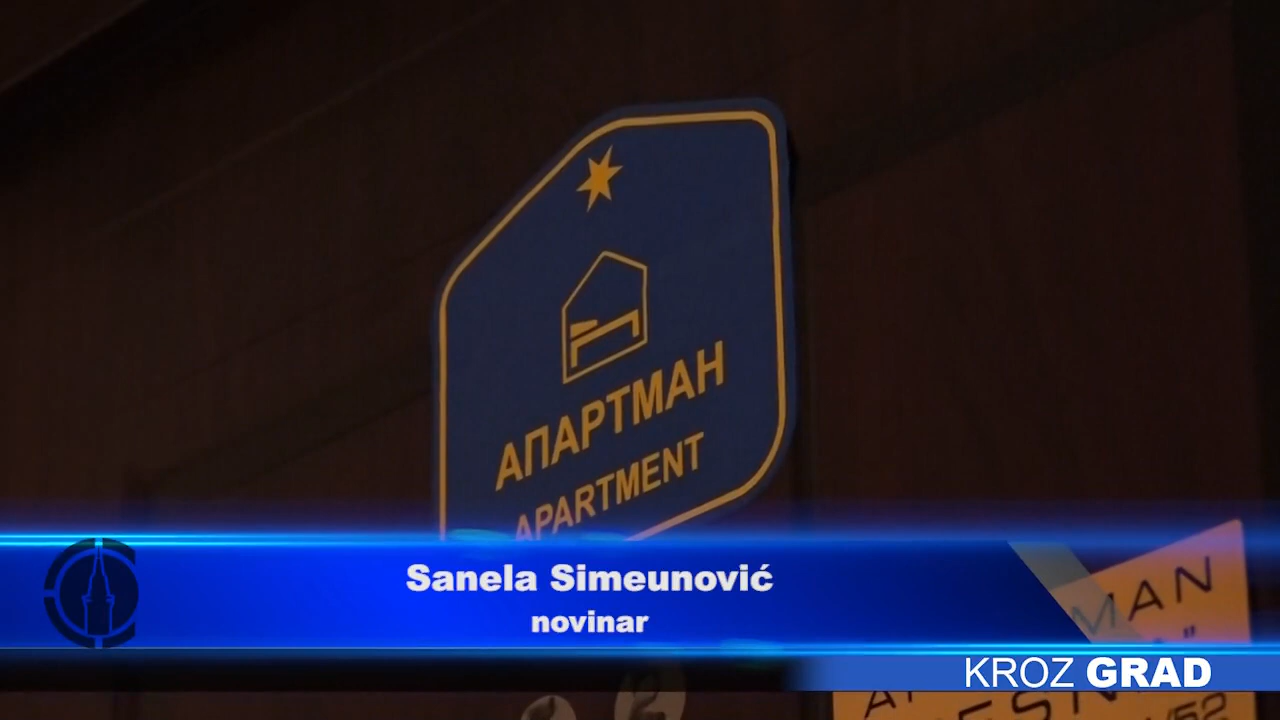 АПАРТМАН
APARTMENT
Sanela Simeunović
novinar
MAN
KROZ GRAD